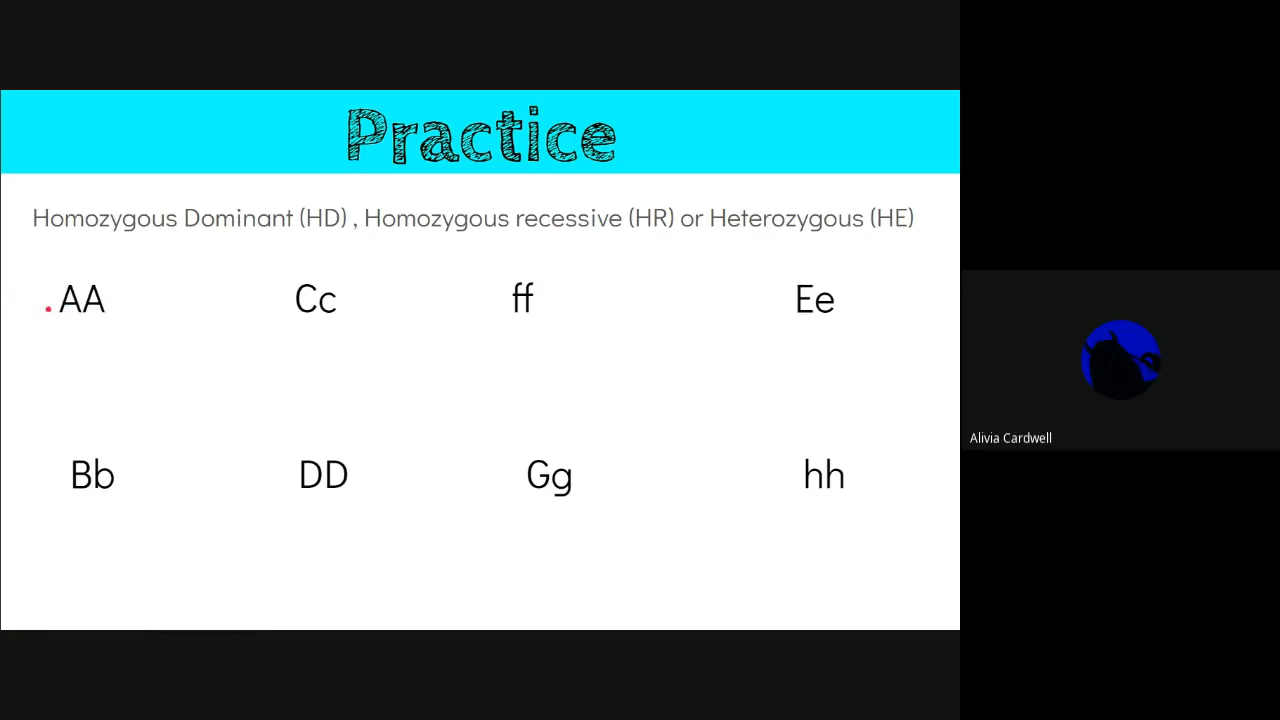 Practice
Homozygous Dominant (HD) , Homozygous recessive (HR) or Heterozygous (HE)
AA Cc ff Ee
Bb DD Gg hh
Alivia Cardwell